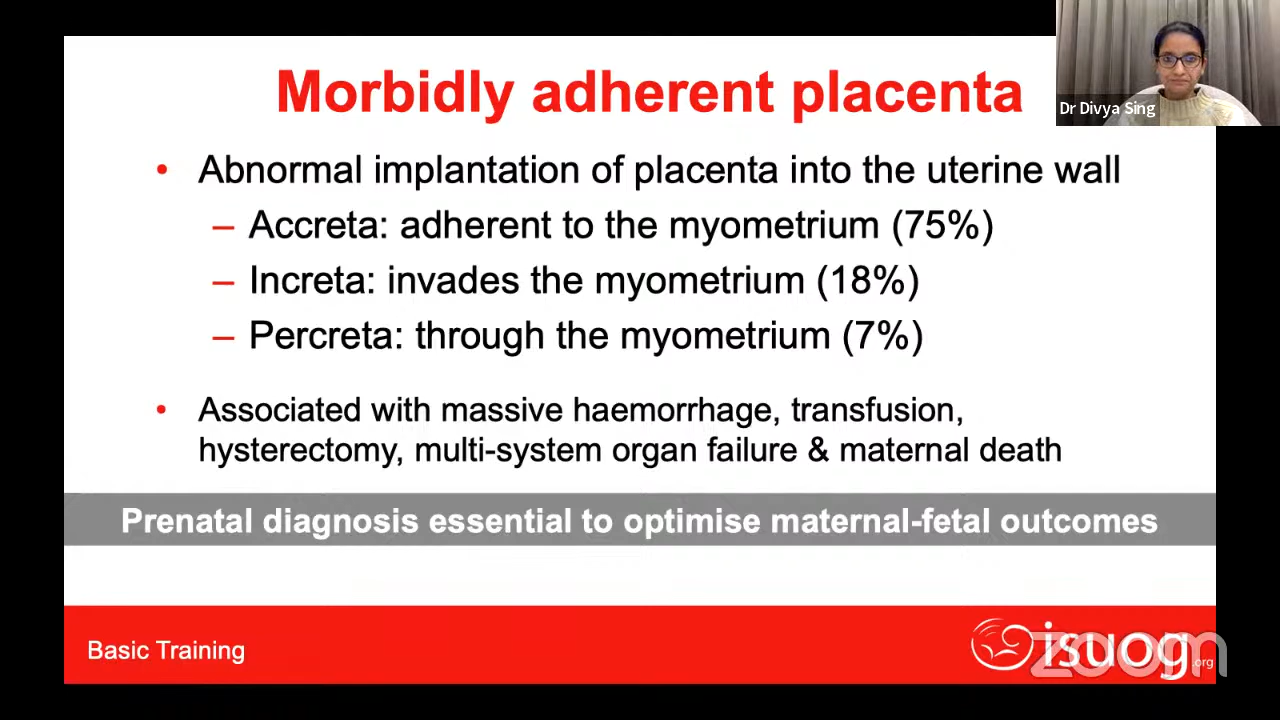 Morbidly adherent placenta
Dr Divya Sing
• Abnormal implantation of placenta into the uterine wall
– Accreta: adherent to the myometrium (75%)
– Increta: invades the myometrium (18%)
– Percreta: through the myometrium (7%)
• Associated with massive haemorrhage, transfusion,
hysterectomy, multi-system organ failure & maternal death
Prenatal diagnosis essential to optimise maternal-fetal outcomes
Basic Training
isuog.org
zoom